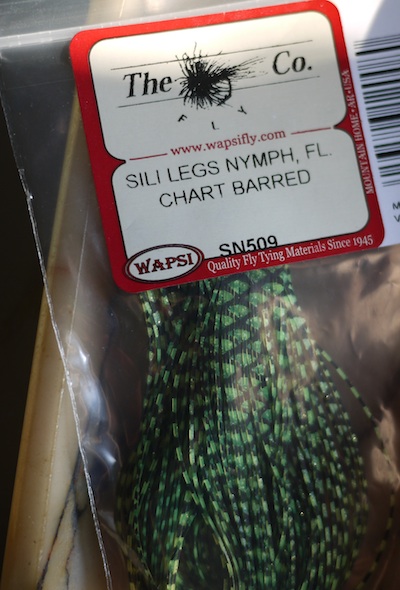 The Co.
FLY
www.wapsifly.com
SILI LEGS NYMPH, FL.
CHART BARRED
SN509
WAPSI Quality Fly Tying Materials Since 1945
MOUNTAIN HOME•AR•USA